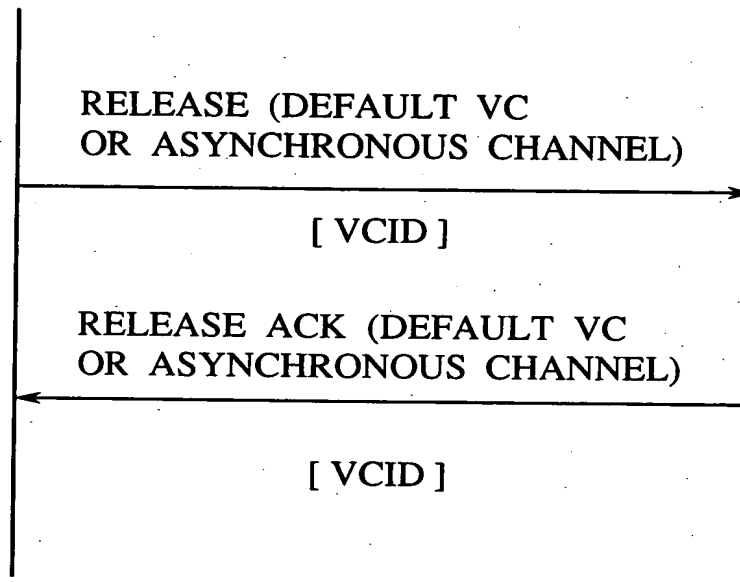 RELEASE (DEFAULT VC
OR ASYNCHRONOUS CHANNEL)
[ VCID ]
RELEASE ACK (DEFAULT VC
OR ASYNCHRONOUS CHANNEL)
[ VCID ]